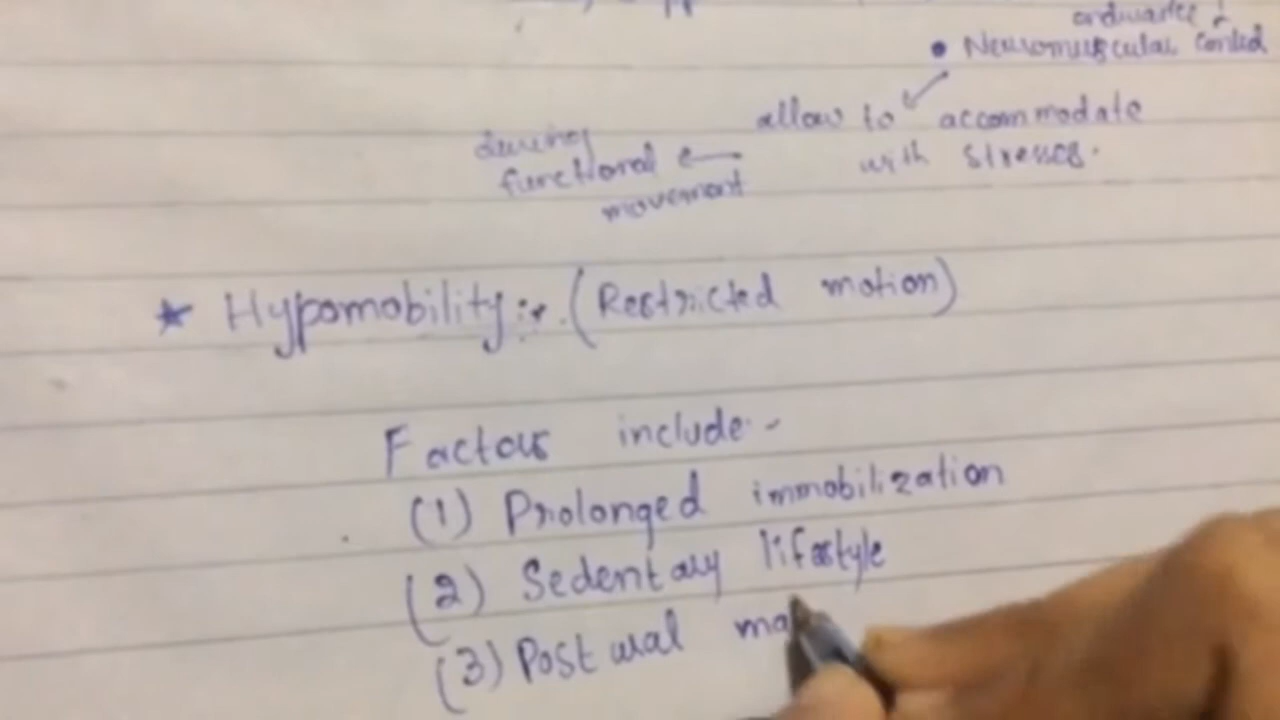 • Neuromuscular control
allow to accommodate
with stresses.
during
functional
movement
★ Hypomobility:- (Restricted motion)
Factors include:-
(1) Prolonged immobilization
(2) Sedentary lifestyle
(3) Postural ma